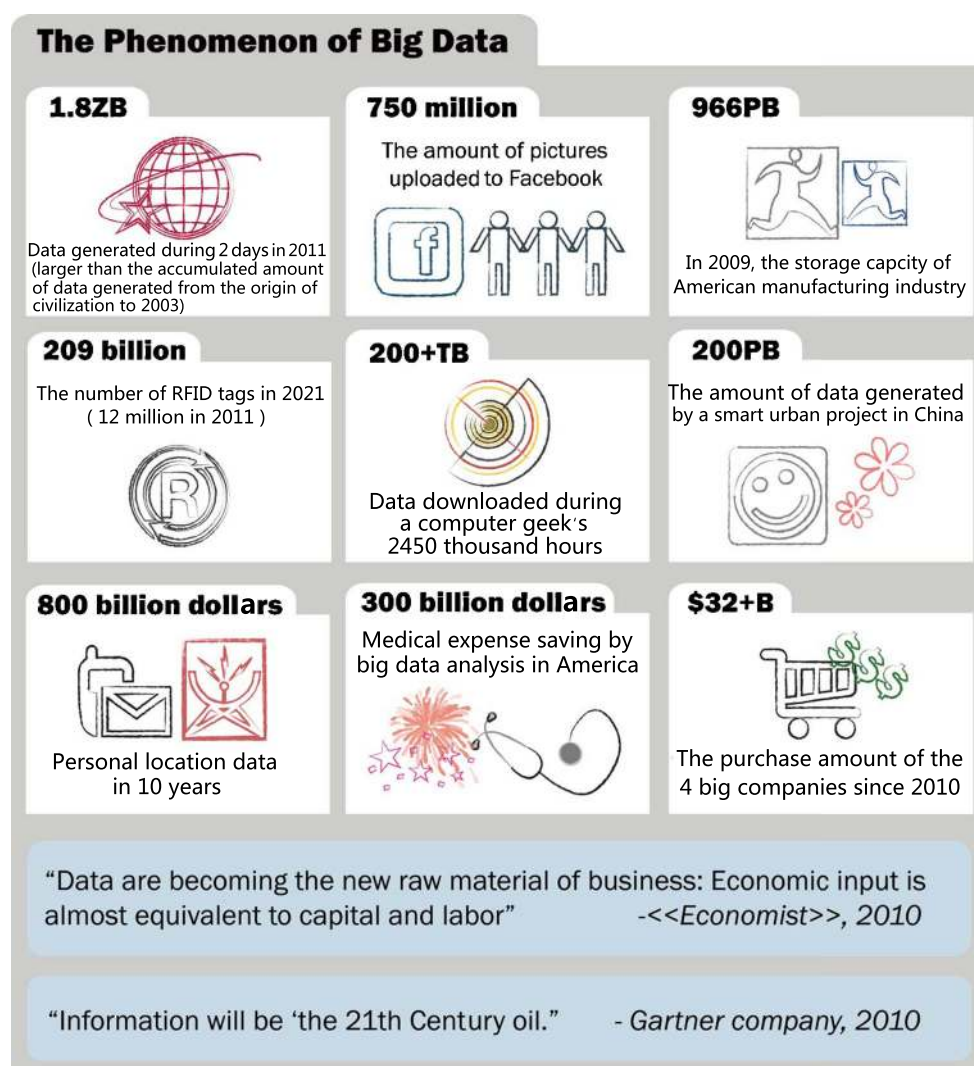 The Phenomenon of Big Data
1.8ZB
Data generated during 2 days in 2011
(larger than the accumulated amount
of data generated from the origin of
civilization to 2003)
750 million
The amount of pictures
uploaded to Facebook
f
966PB
In 2009, the storage capcity of
American manufacturing industry
209 billion
The number of RFID tags in 2021
( 12 million in 2011 )
R
200+TB
Data downloaded during
a computer geek's
2450 thousand hours
200PB
The amount of data generated
by a smart urban project in China
800 billion dollars
Personal location data
in 10 years
300 billion dollars
Medical expense saving by
big data analysis in America
$32+B
$$$
The purchase amount of the
4 big companies since 2010
“Data are becoming the new raw material of business: Economic input is
almost equivalent to capital and labor” -<<Economist>>, 2010
“Information will be ‘the 21th Century oil.” - Gartner company, 2010